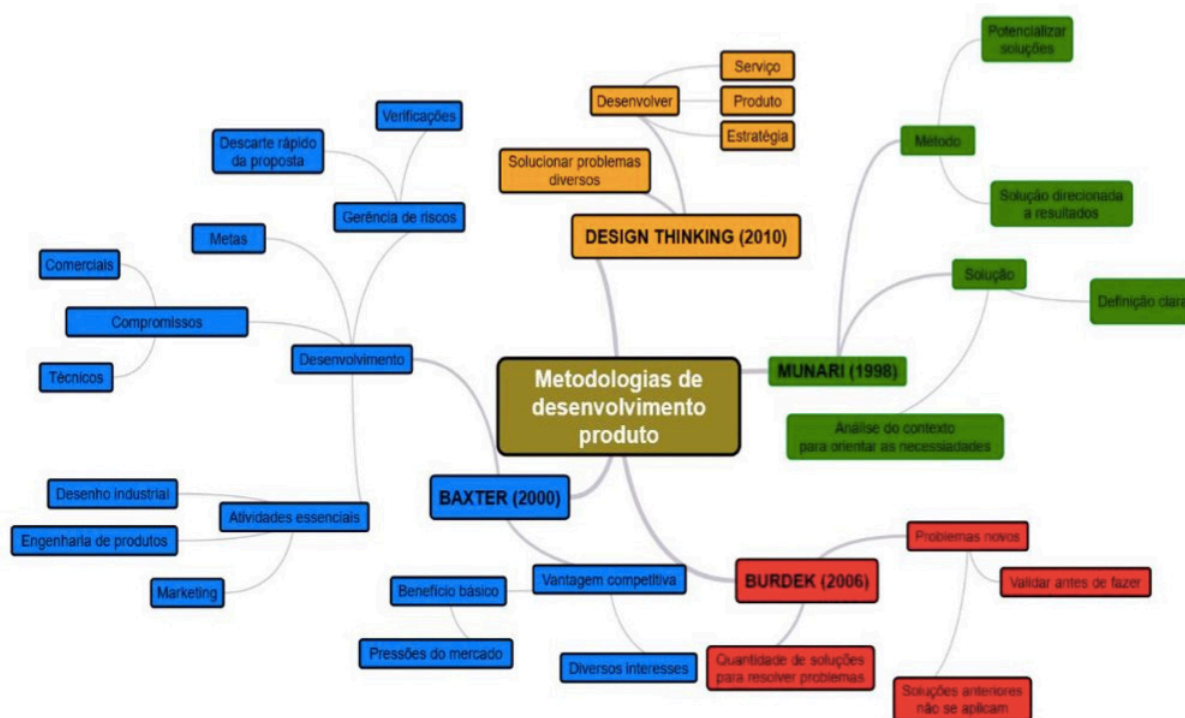 Potencializar
soluções
Método
Solução direcionada
a resultados
Solução
Definição clara
MUNARI (1998)
Análise do contexto
para orientar as necessiadades
Serviço
Desenvolver
Produto
Estratégia
Solucionar problemas
diversos
DESIGN THINKING (2010)
Verificações
Descarte rápido
da proposta
Gerência de riscos
Metas
Comerciais
Compromissos
Técnicos
Desenvolvimento
Metodologias de
desenvolvimento
produto
BAXTER (2000)
Desenho industrial
Atividades essenciais
Engenharia de produtos
Marketing
Vantagem competitiva
Benefício básico
Pressões do mercado
Diversos interesses
BURDEK (2006)
Problemas novos
Validar antes de fazer
Quantidade de soluções
para resolver problemas
Soluções anteriores
não se aplicam